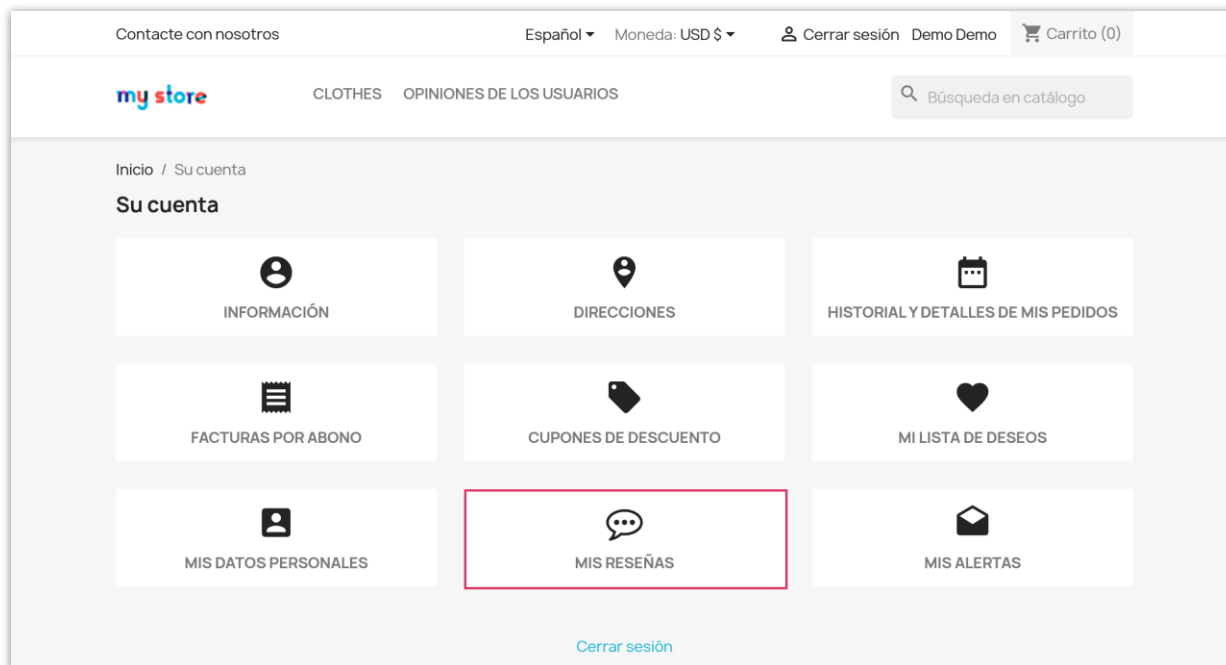 Contacte con nosotros Español Moneda: USD $ Cerrar sesión Demo Demo Carrito (0)
my store CLOTHES OPINIONES DE LOS USUARIOS Búsqueda en catálogo
Inicio / Su cuenta
Su cuenta
INFORMACIÓN DIRECCIONES HISTORIAL Y DETALLES DE MIS PEDIDOS
FACTURAS POR ABONO CUPONES DE DESCUENTO MI LISTA DE DESEOS
MIS DATOS PERSONALES MIS RESEÑAS MIS ALERTAS
Cerrar sesión